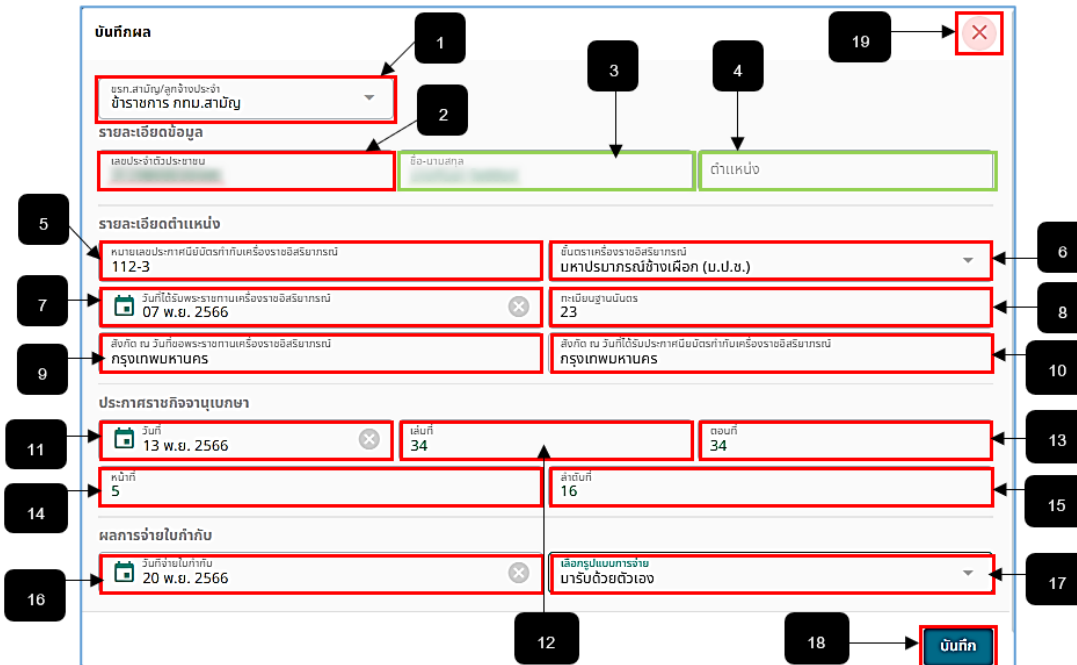 บันทึกผล
1
19
3
4
ขรก.สามัญ/ลูกจ้างประจำ
ข้าราชการ กทม.สามัญ
2
รายละเอียดข้อมูล
เลขประจำตัวประชาชน
ชื่อ-นามสกุล
ตำแหน่ง
รายละเอียดตำแหน่ง
5
หมายเลขประกาศนียบัตรกำกับเครื่องราชอิสริยาภรณ์
112-3
ชั้นตราเครื่องราชอิสริยาภรณ์
มหาปรมาภรณ์ช้างเผือก (ม.ป.ช.)
6
7
วันที่ได้รับพระราชทานเครื่องราชอิสริยาภรณ์
07 พ.ย. 2566
ทะเบียนฐานันดร
23
8
9
สังกัด ณ วันที่ขอพระราชทานเครื่องราชอิสริยาภรณ์
กรุงเทพมหานคร
สังกัด ณ วันที่ได้รับประกาศนียบัตรกำกับเครื่องราชอิสริยาภรณ์
กรุงเทพมหานคร
10
ประกาศราชกิจจานุเบกษา
11
วันที่
13 พ.ย. 2566
เล่มที่
34
ตอนที่
34
13
14
หน้าที่
5
ลำดับที่
16
15
ผลการจ่ายใบกำกับ
16
วันที่จ่ายใบกำกับ
20 พ.ย. 2566
เลือกรูปแบบการจ่าย
มารับด้วยตัวเอง
17
12
18
บันทึก